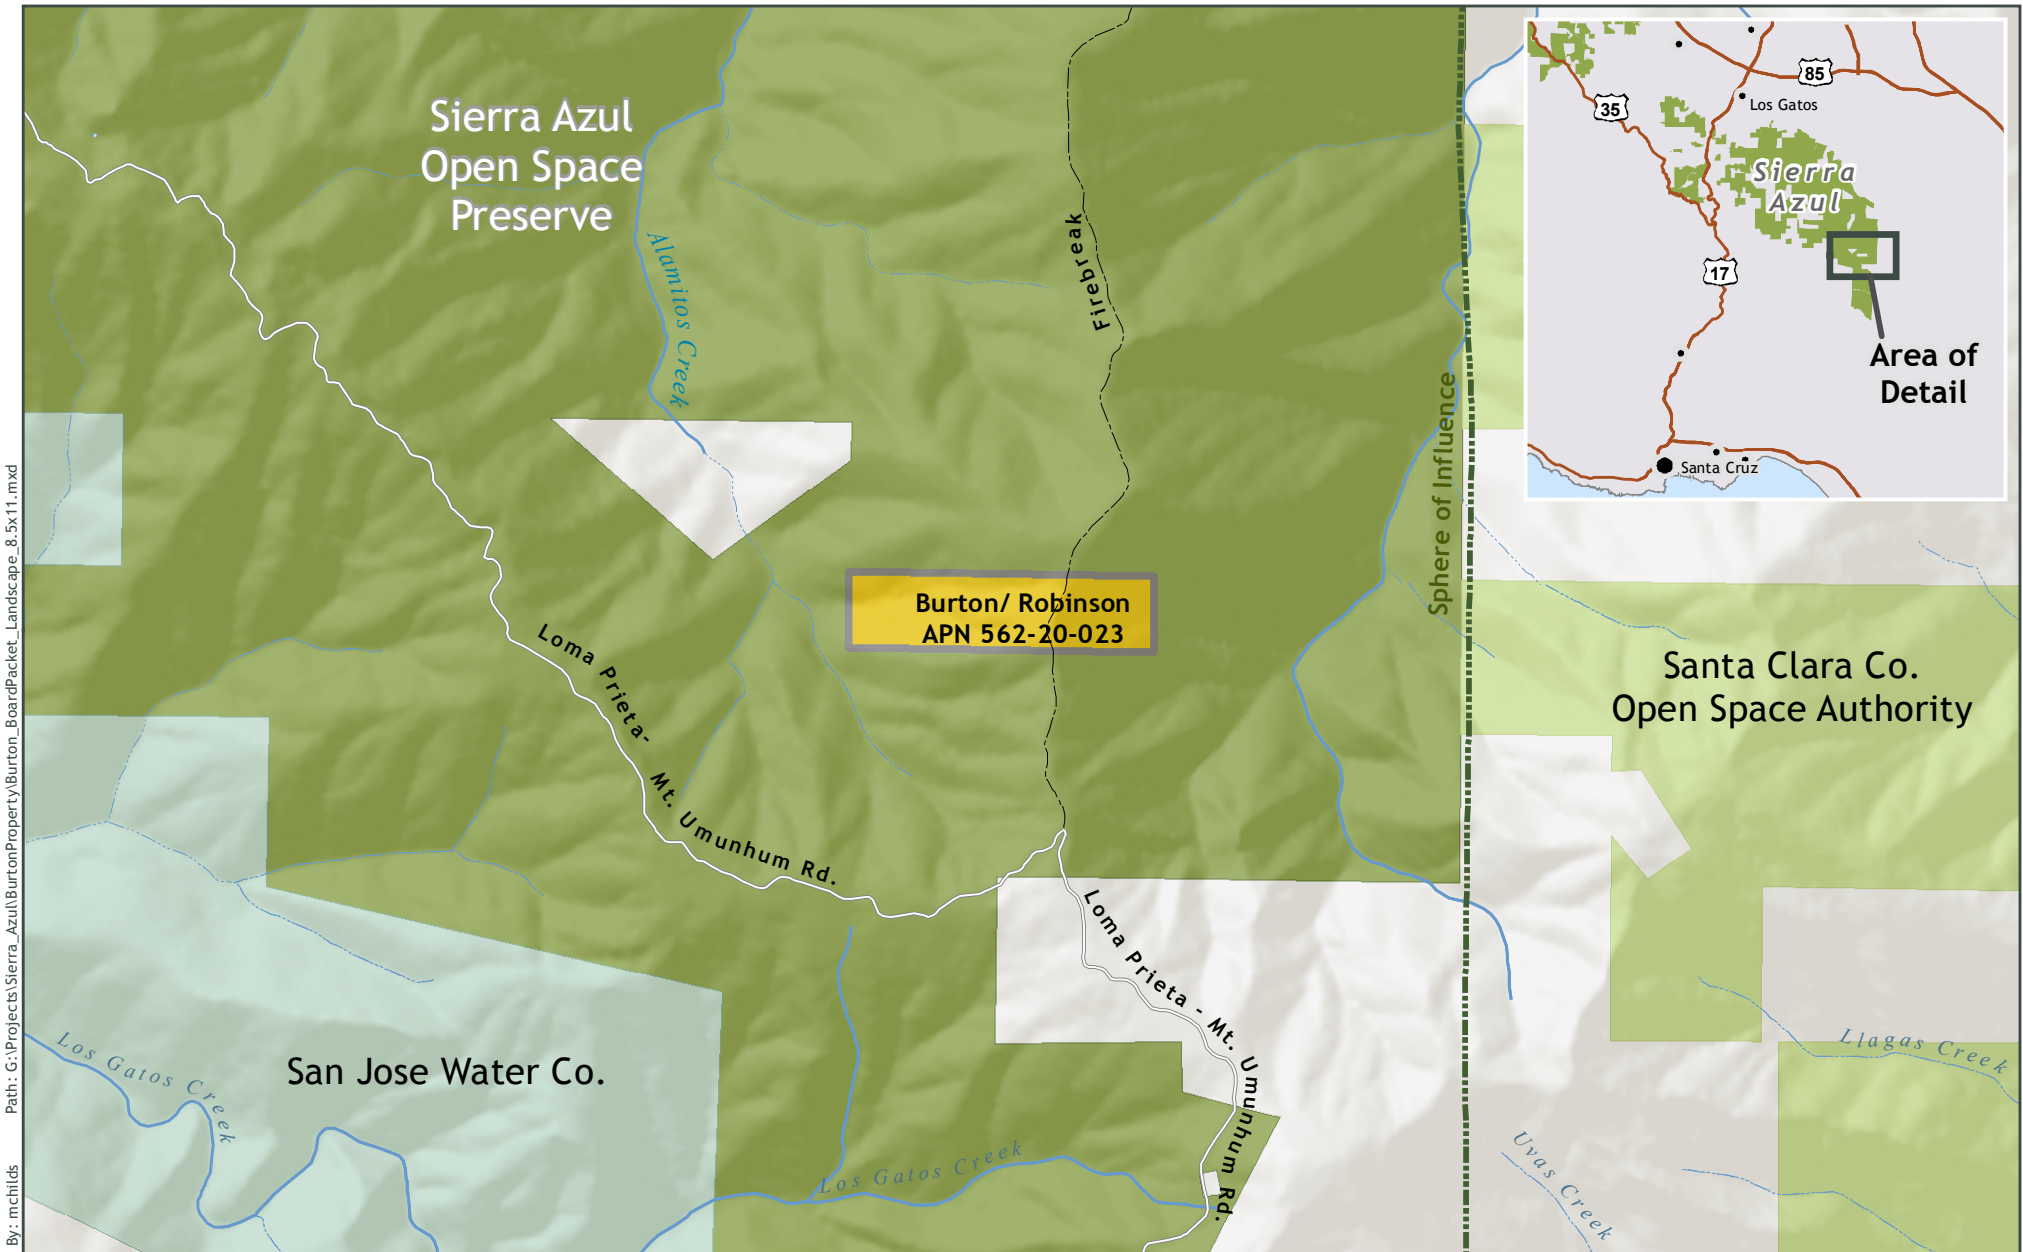 Sierra Azul
Open Space
Preserve
Alamitos Creek
Firebreak
Sphere of Influence
85
35
Los Gatos
Sierra
Azul
17
Area of
Detail
Santa Cruz
Burton/ Robinson
APN 562-20-023
Loma Prieta-
Mt. Umunhum Rd.
Santa Clara Co.
Open Space Authority
Loma Prieta - Mt. Umunhum Rd.
San Jose Water Co.
Los Gatos Creek
Los Gatos Creek
Llagas Creek
Uvas Creek
Path: G:\Projects\Sierra_Azul\BurtonProperty\Burton_BoardPacket_Landscape_8.5x11.mxd
By: mchilds